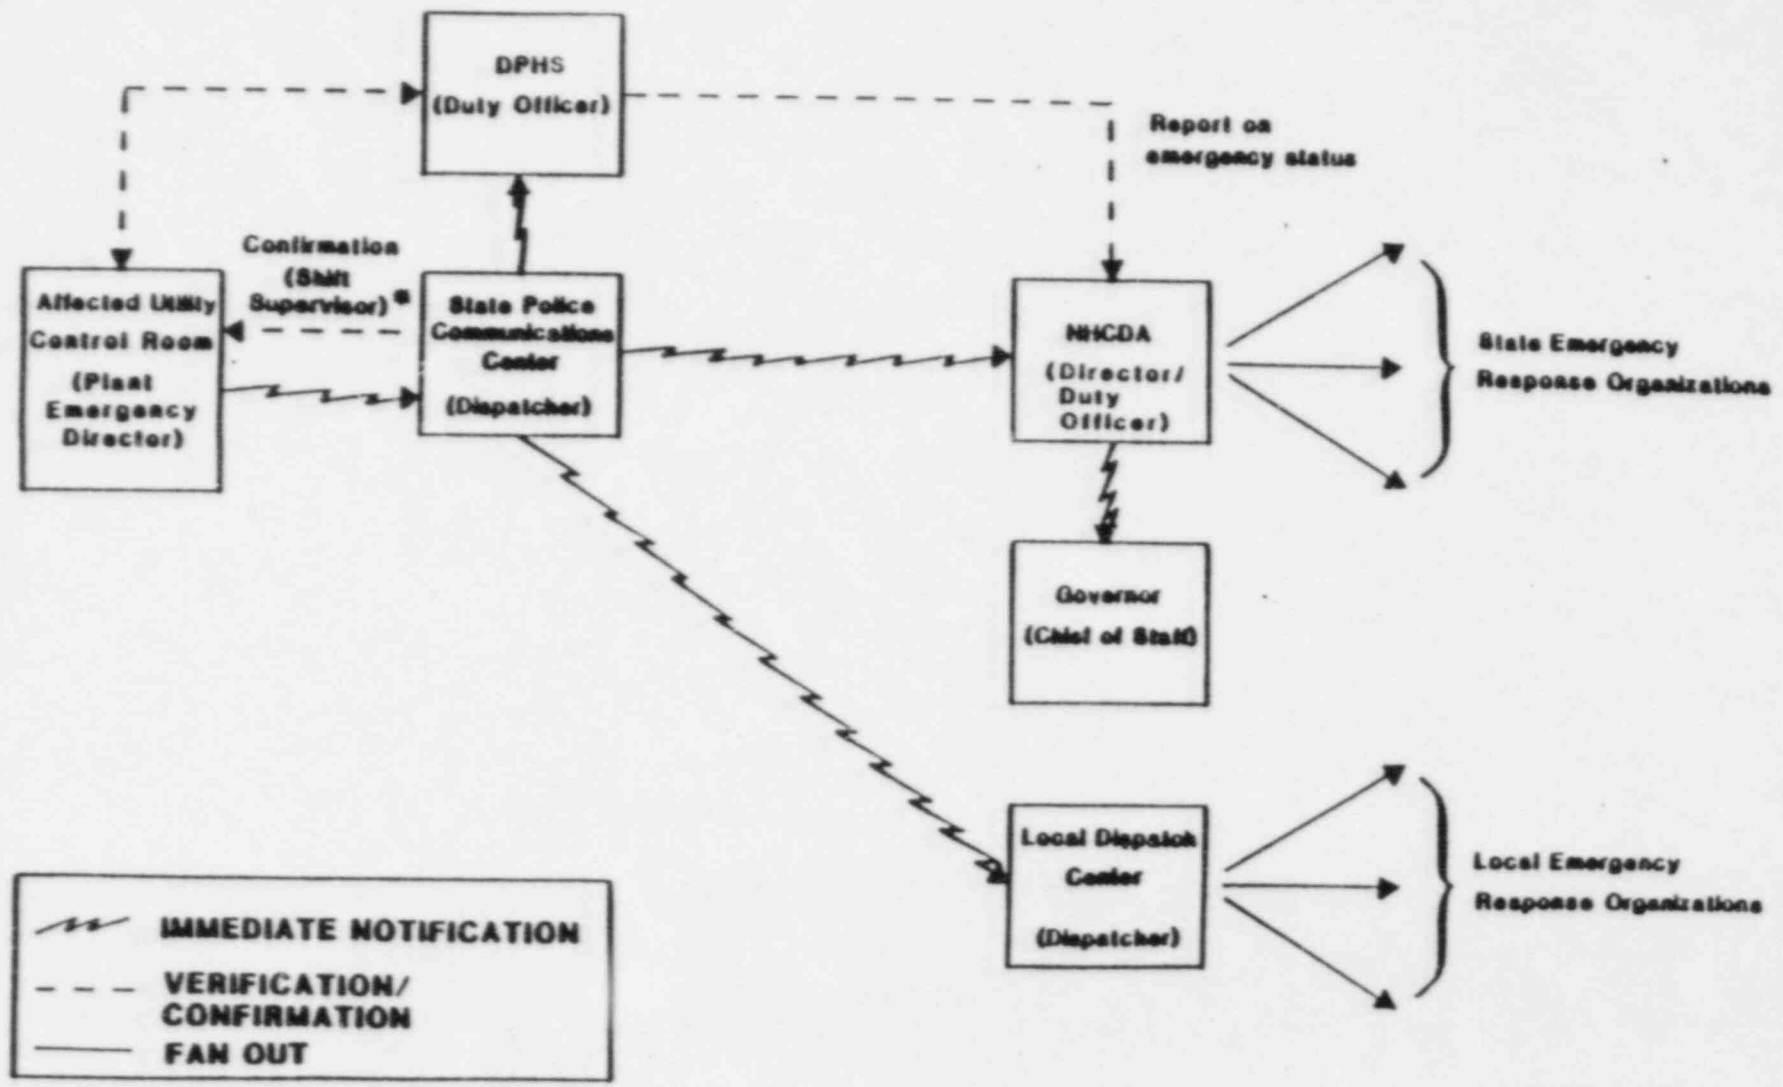 DPHS
(Duty Officer)
Report on
emergency status
Confirmation
(Shift
Supervisor)*
Affected Utility
Control Room
(Plant
Emergency
Director)
State Police
Communications
Center
(Dispatcher)
NHCDA
(Director/
Duty
Officer)
State Emergency
Response Organizations
Governor
(Chief of Staff)
Local Dispatch
Center
(Dispatcher)
Local Emergency
Response Organizations
IMMEDIATE NOTIFICATION
VERIFICATION/
CONFIRMATION
FAN OUT